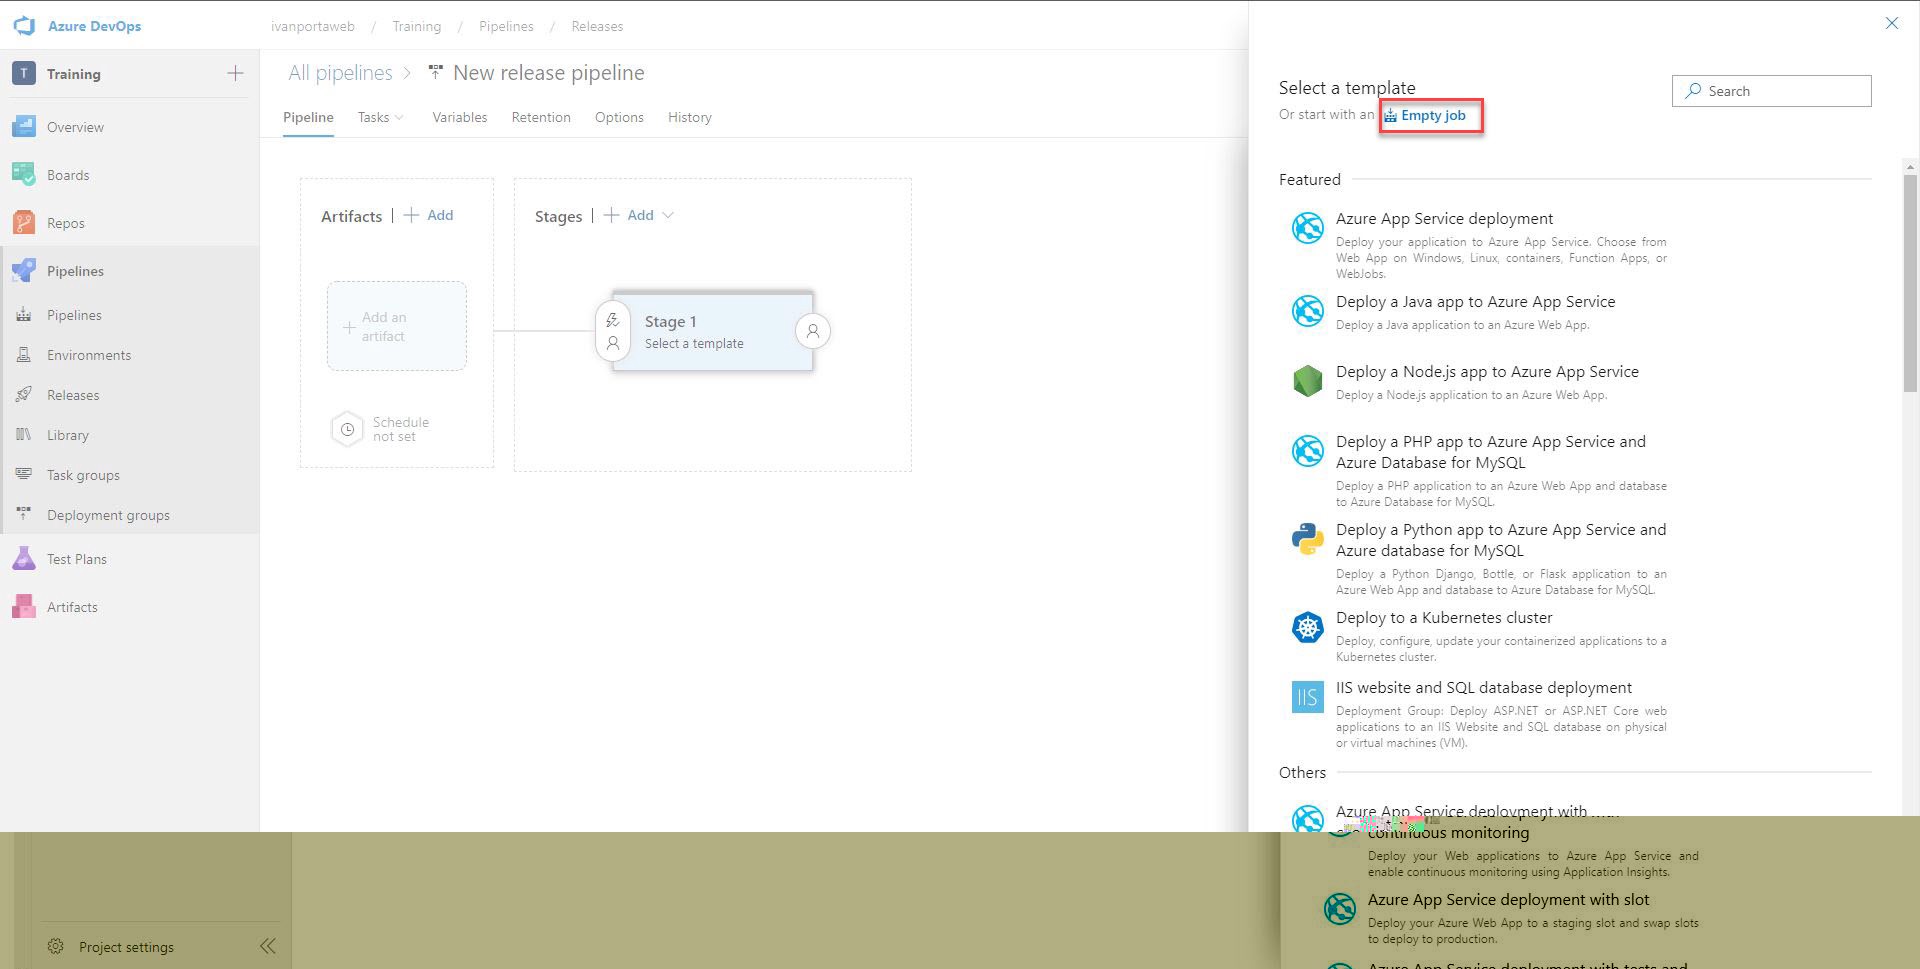 Azure DevOps
ivanportaweb / Training / Pipelines / Releases
T Training
Overview
Boards
Repos
Pipelines
Pipelines
Environments
Releases
Library
Task groups
Deployment groups
Test Plans
Artifacts
Project settings
All pipelines > New release pipeline
Pipeline Tasks Variables Retention Options History
Artifacts | + Add
Add an
artifact
Schedule
not set
Stages | + Add
Stage 1
Select a template
Select a template
Search
Or start with an Empty job
Featured
Azure App Service deployment
Deploy your application to Azure App Service. Choose from
Web App on Windows, Linux, containers, Function Apps, or
WebJobs.
Deploy a Java app to Azure App Service
Deploy a Java application to an Azure Web App.
Deploy a Node.js app to Azure App Service
Deploy a Node.js application to an Azure Web App.
Deploy a PHP app to Azure App Service and
Azure Database for MySQL
Deploy a PHP application to an Azure Web App and database
to Azure Database for MySQL.
Deploy a Python app to Azure App Service and
Azure database for MySQL
Deploy a Python Django, Bottle, or Flask application to an
Azure Web App and database to Azure Database for MySQL.
Deploy to a Kubernetes cluster
Deploy, configure, update your containerized applications to a
Kubernetes cluster.
IIS
IIS website and SQL database deployment
Deployment Group: Deploy ASP.NET or ASP.NET Core web
applications to an IIS Website and SQL database on physical
or virtual machines (VM).
Others
Azure App Service deployment with
continuous monitoring
Deploy your Web applications to Azure App Service and
enable continuous monitoring using Application Insights.
Azure App Service deployment with slot
Deploy your Azure Web App to a staging slot and swap slots
to deploy to production.
Azure App Service deployment with tests and